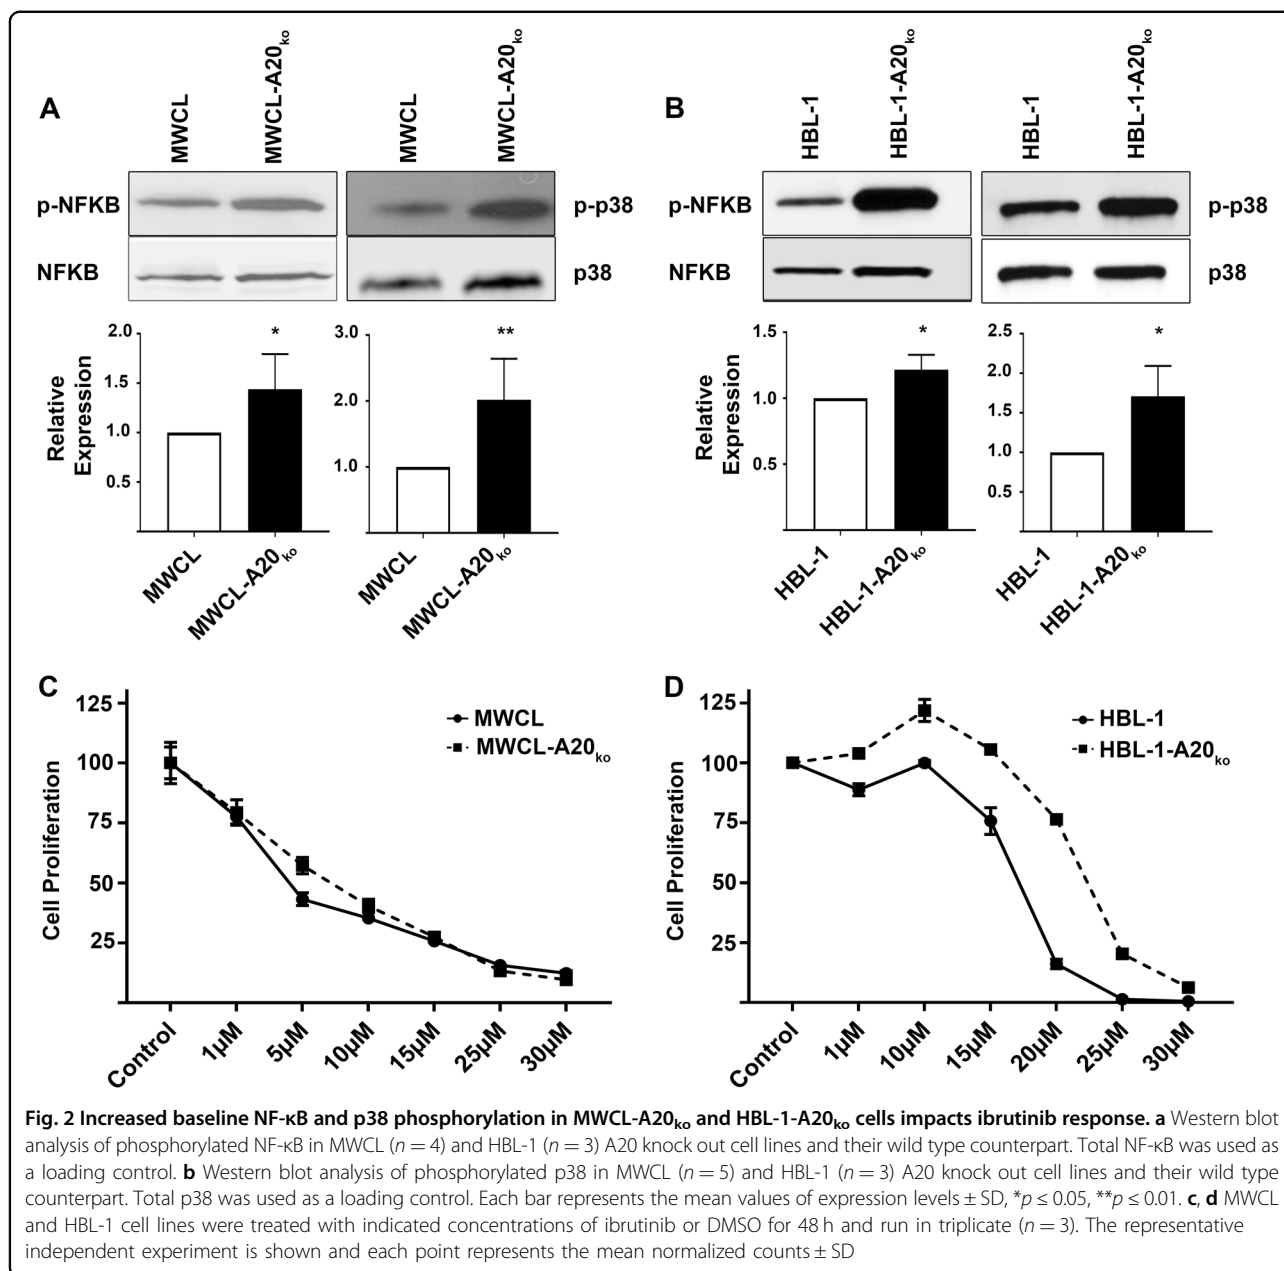 A
MWCL
MWCL-A20ko
MWCL
MWCL-A20ko
p-NFKB
p-p38
NFKB
p38
Relative
Expression
2.0
1.5
1.0
0.5
*
MWCL
MWCL-A20ko
3.0
2.0
1.0
**
MWCL
MWCL-A20ko
B
HBL-1
HBL-1-A20ko
HBL-1
HBL-1-A20ko
p-NFKB
p-p38
NFKB
p38
Relative
Expression
1.5
1.0
0.5
*
HBL-1
HBL-1-A20ko
2.5
2.0
1.5
1.0
0.5
*
HBL-1
HBL-1-A20ko
C
Cell Proliferation
125
100
75
50
25
MWCL
MWCL-A20ko
Control
1µM
5µM
10µM
15µM
25µM
30µM
D
Cell Proliferation
125
100
75
50
25
HBL-1
HBL-1-A20ko
Control
1µM
10µM
15µM
20µM
25µM
30µM
Fig. 2 Increased baseline NF-κB and p38 phosphorylation in MWCL-A20ko and HBL-1-A20ko cells impacts ibrutinib response. a Western blot
analysis of phosphorylated NF-κB in MWCL (n = 4) and HBL-1 (n = 3) A20 knock out cell lines and their wild type counterpart. Total NF-κB was used as
a loading control. b Western blot analysis of phosphorylated p38 in MWCL (n = 5) and HBL-1 (n = 3) A20 knock out cell lines and their wild type
counterpart. Total p38 was used as a loading control. Each bar represents the mean values of expression levels ± SD, *p ≤ 0.05, **p ≤ 0.01. c, d MWCL
and HBL-1 cell lines were treated with indicated concentrations of ibrutinib or DMSO for 48 h and run in triplicate (n = 3). The representative
independent experiment is shown and each point represents the mean normalized counts ± SD